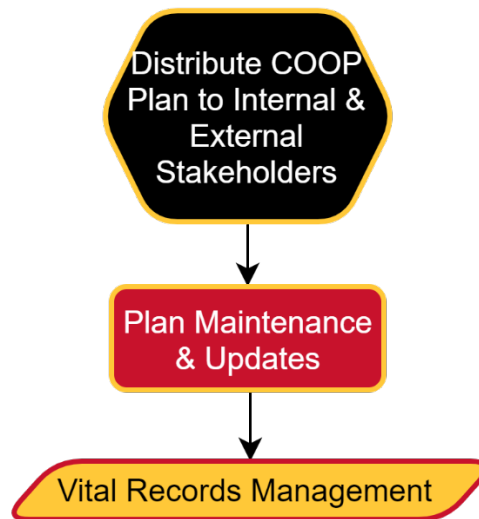 Distribute COOP
Plan to Internal &
External
Stakeholders
Plan Maintenance
& Updates
Vital Records Management